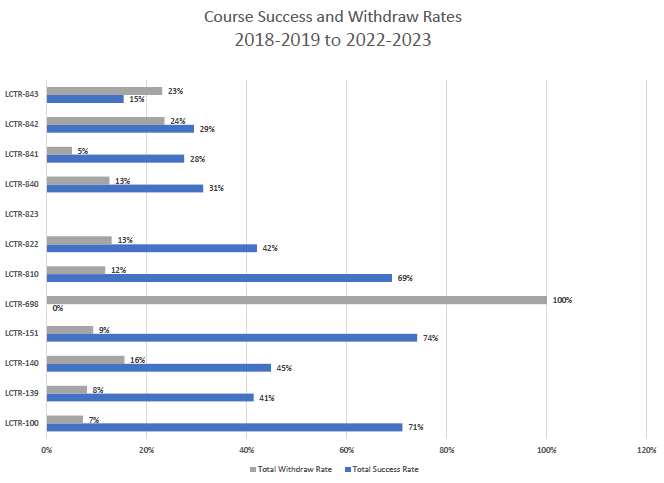 Course Success and Withdraw Rates
2018-2019 to 2022-2023
LCTR-843
23%
15%
LCTR-842
24%
29%
LCTR-841
5%
28%
LCTR-840
13%
31%
LCTR-823
LCTR-822
13%
42%
LCTR-810
12%
69%
LCTR-698
100%
0%
LCTR-151
9%
74%
LCTR-140
16%
45%
LCTR-139
8%
41%
LCTR-100
7%
71%
0% 20% 40% 60% 80% 100% 120%
Total Withdraw Rate Total Success Rate